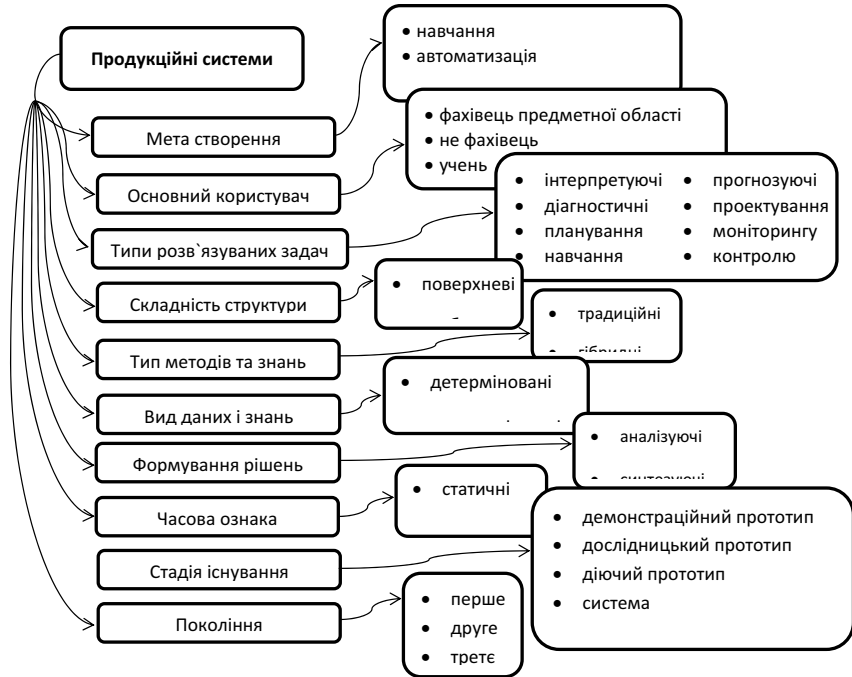 Продукційні системи
• навчання
• автоматизація
Мета створення
• фахівець предметної області
• не фахівець
• учень
Основний користувач
• інтерпретуючі
• діагностичні
• планування
• навчання
• прогнозуючі
• проектування
• моніторингу
• контролю
Типи розв`язуваних задач
• поверхневі
Складність структури
• традиційні
• гібридні
Тип методів та знань
• детерміновані
Вид даних і знань
• аналізуючі
• синтезуючі
Формування рішень
• статичні
Часова ознака
• демонстраційний прототип
• дослідницький прототип
• діючий прототип
• система
Стадія існування
• перше
• друге
• третє
Покоління